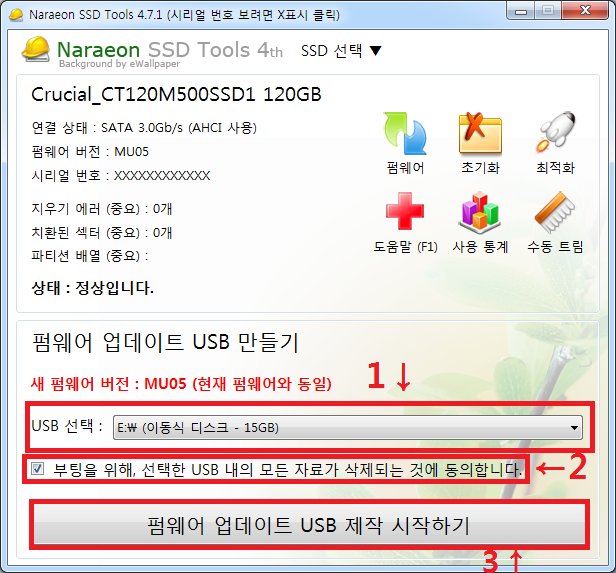 Naraeon SSD Tools 4.7.1 (시리얼 번호 보려면 X표시 클릭)
Naraeon SSD Tools 4th SSD 선택 ▼
Background by eWallpaper
Crucial_CT120M500SSD1 120GB
연결 상태 : SATA 3.0Gb/s (AHCI 사용)
펌웨어 버전 : MU05
시리얼 번호 : XXXXXXXXXXXX
지우기 에러 (중요) : 0개
치환된 섹터 (중요) : 0개
파티션 배열 (중요) :
상태 : 정상입니다.
펌웨어 초기화 최적화
도움말 (F1) 사용 통계 수동 트림
펌웨어 업데이트 USB 만들기
새 펌웨어 버전 : MU05 (현재 펌웨어와 동일)
1↓
USB 선택 : E:₩ (이동식 디스크 - 15GB)
부팅을 위해, 선택한 USB 내의 모든 자료가 삭제되는 것에 동의합니다.
←2
펌웨어 업데이트 USB 제작 시작하기
3↑